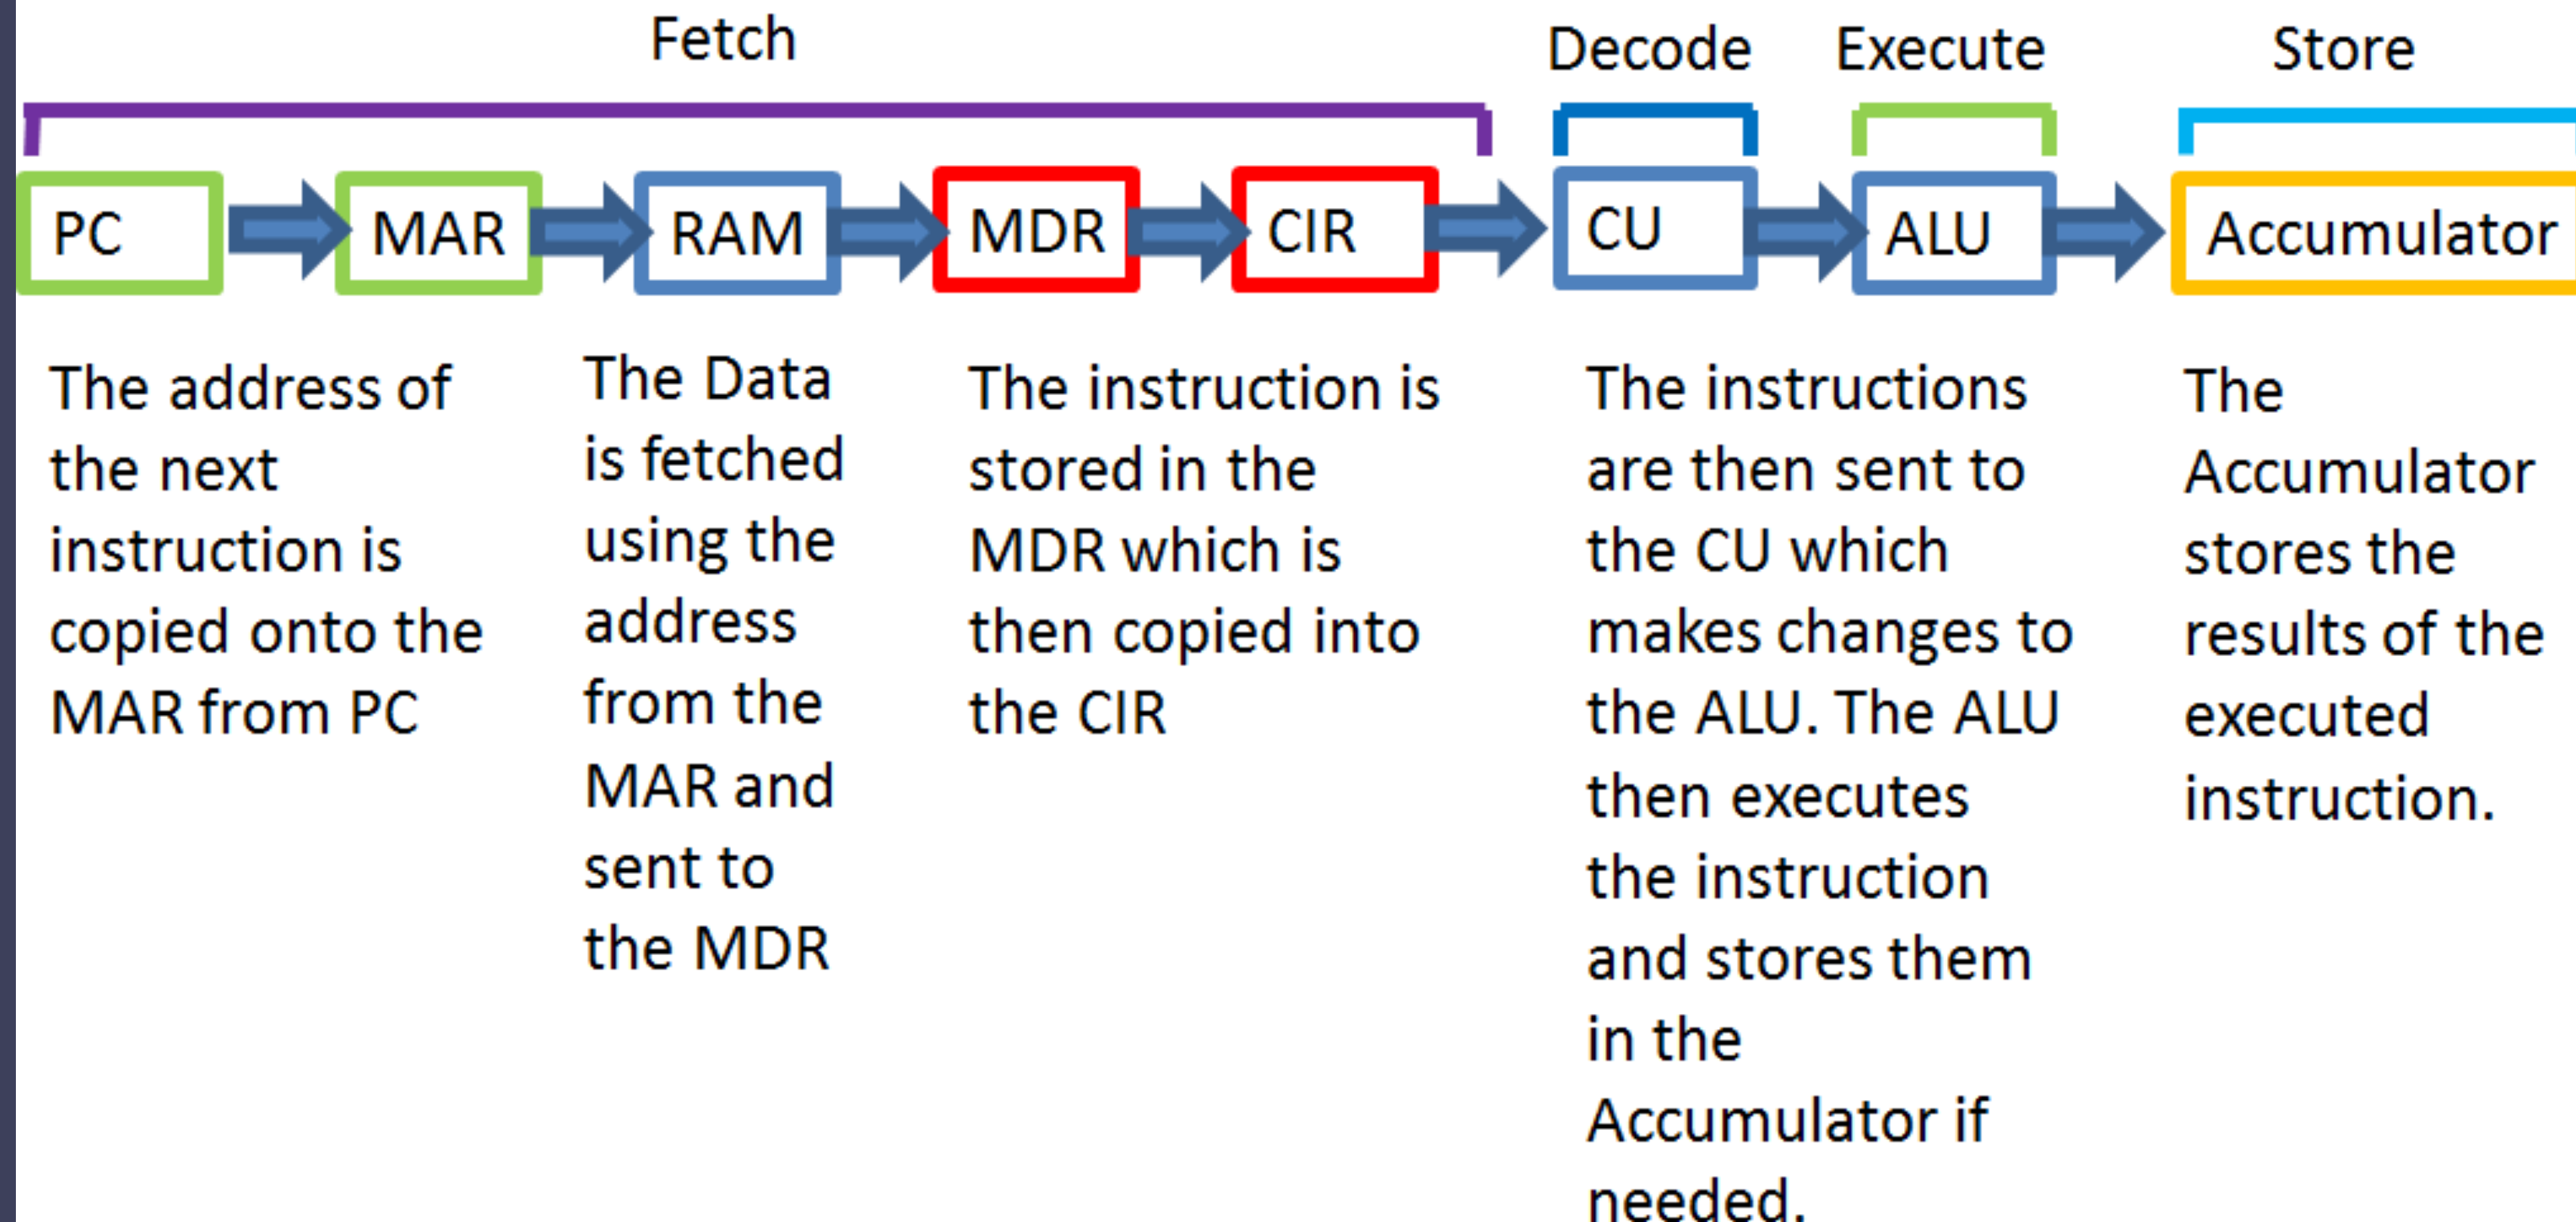 Fetch
Decode
Execute
Store
PC
MAR
RAM
MDR
CIR
CU
ALU
Accumulator
The address of
the next
instruction is
copied onto the
MAR from PC
The Data
is fetched
using the
address
from the
MAR and
sent to
the MDR
The instruction is
stored in the
MDR which is
then copied into
the CIR
The instructions
are then sent to
the CU which
makes changes to
the ALU. The ALU
then executes
the instruction
and stores them
in the
Accumulator if
needed.
The
Accumulator
stores the
results of the
executed
instruction.